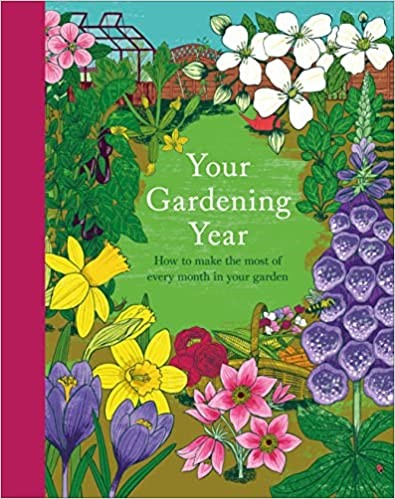 Your
Gardening
Year
How to make the most of
every month in your garden